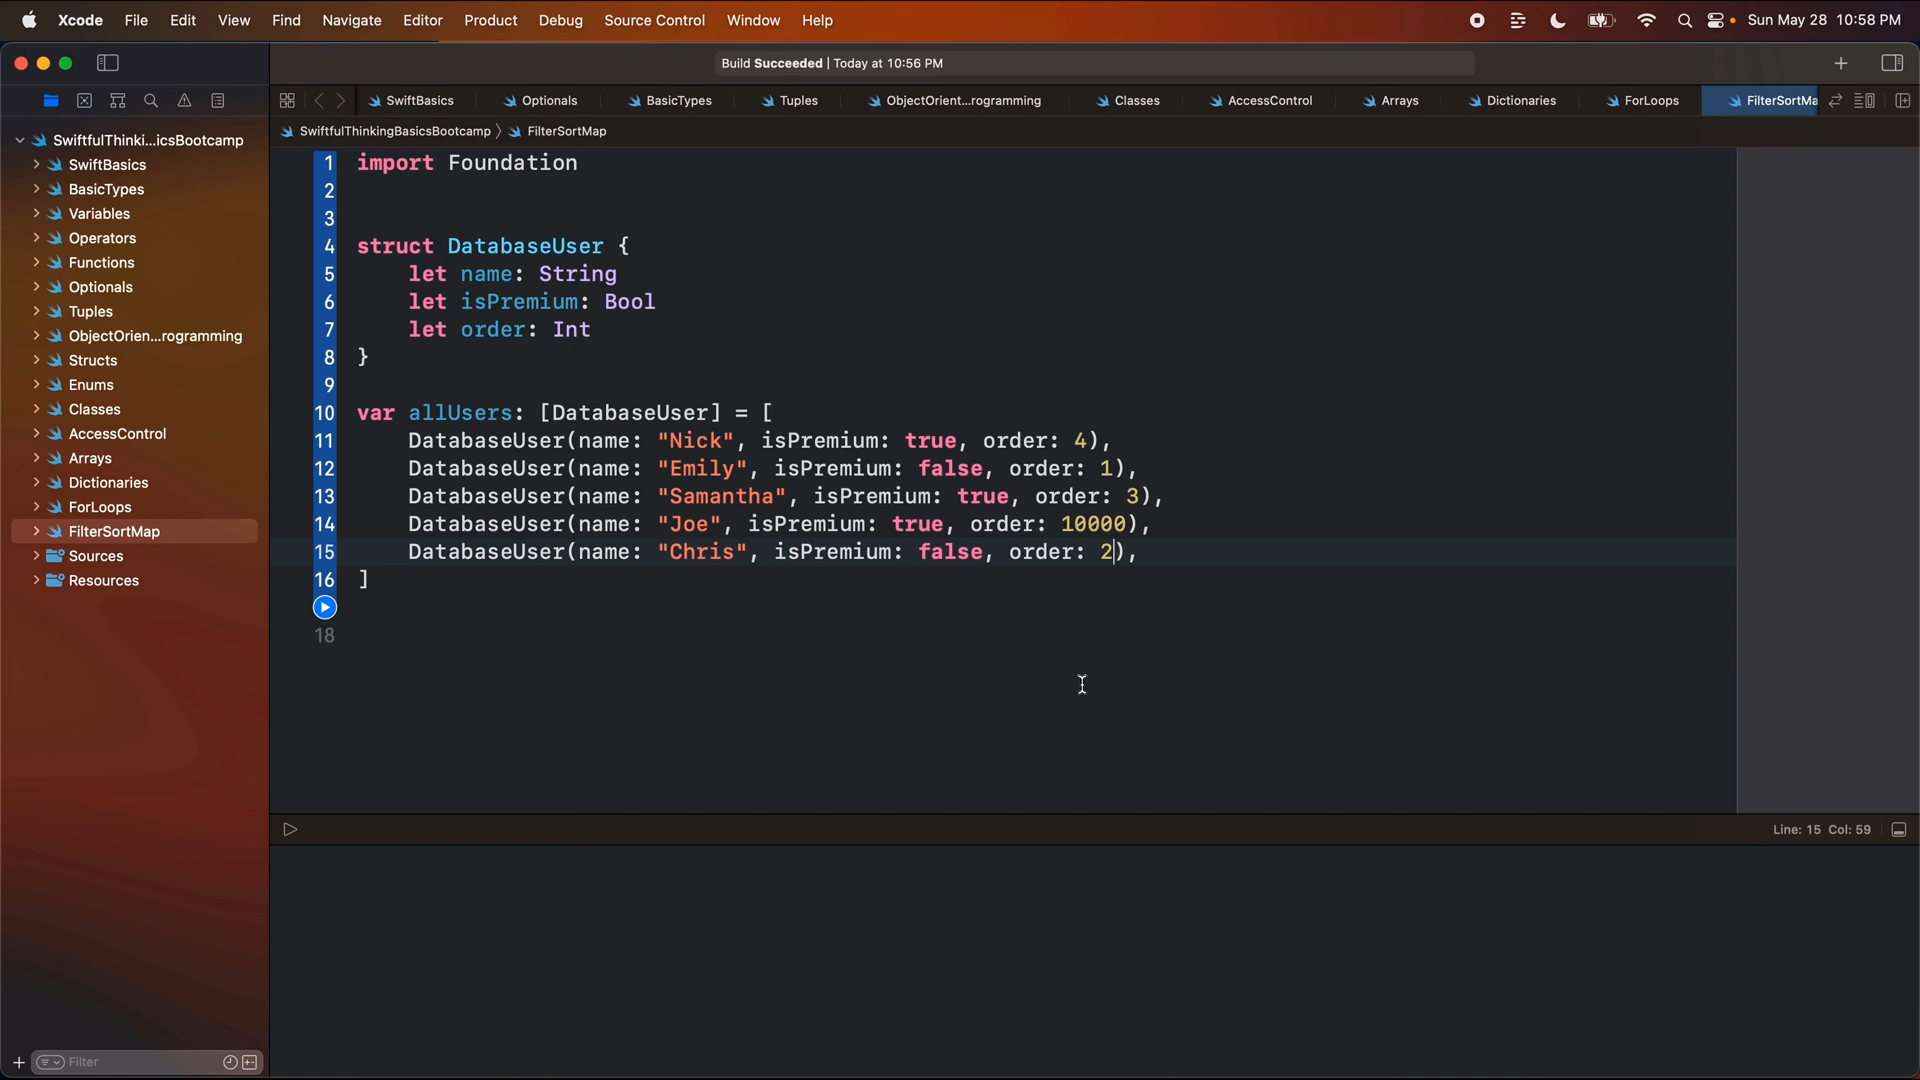 Xcode File Edit View Find Navigate Editor Product Debug Source Control Window Help Sun May 28 10:58 PM
Build Succeeded | Today at 10:56 PM
SwiftBasics Optionals BasicTypes Tuples ObjectOrient...rogramming Classes AccessControl Arrays Dictionaries ForLoops FilterSortMa
SwiftfulThinkingBasicsBootcamp FilterSortMap
SwiftfulThinki...icsBootcamp
SwiftBasics
BasicTypes
Variables
Operators
Functions
Optionals
Tuples
ObjectOrien...rogramming
Structs
Enums
Classes
AccessControl
Arrays
Dictionaries
ForLoops
FilterSortMap
Sources
Resources
Filter
1 import Foundation
2
3
4 struct DatabaseUser {
5 let name: String
6 let isPremium: Bool
7 let order: Int
8 }
9
10 var allUsers: [DatabaseUser] = [
11 DatabaseUser(name: "Nick", isPremium: true, order: 4),
12 DatabaseUser(name: "Emily", isPremium: false, order: 1),
13 DatabaseUser(name: "Samantha", isPremium: true, order: 3),
14 DatabaseUser(name: "Joe", isPremium: true, order: 10000),
15 DatabaseUser(name: "Chris", isPremium: false, order: 2),
16 ]
18
Line: 15 Col: 59